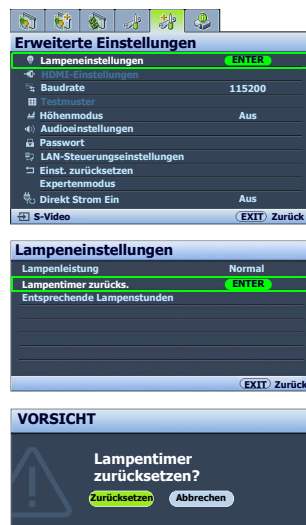 Erweiterte Einstellungen
Lampeneinstellungen ENTER
HDMI-Einstellungen
Baudrate 115200
Testmuster
Höhenmodus Aus
Audioeinstellungen
Passwort
LAN-Steuerungseinstellungen
Einst. zurücksetzen
Expertenmodus
Direkt Strom Ein Aus
S-Video EXIT Zurück
Lampeneinstellungen
Lampenleistung Normal
Lampentimer zurücks. ENTER
Entsprechende Lampenstunden
EXIT Zurück
VORSICHT
Lampentimer
zurücksetzen?
Zurücksetzen Abbrechen